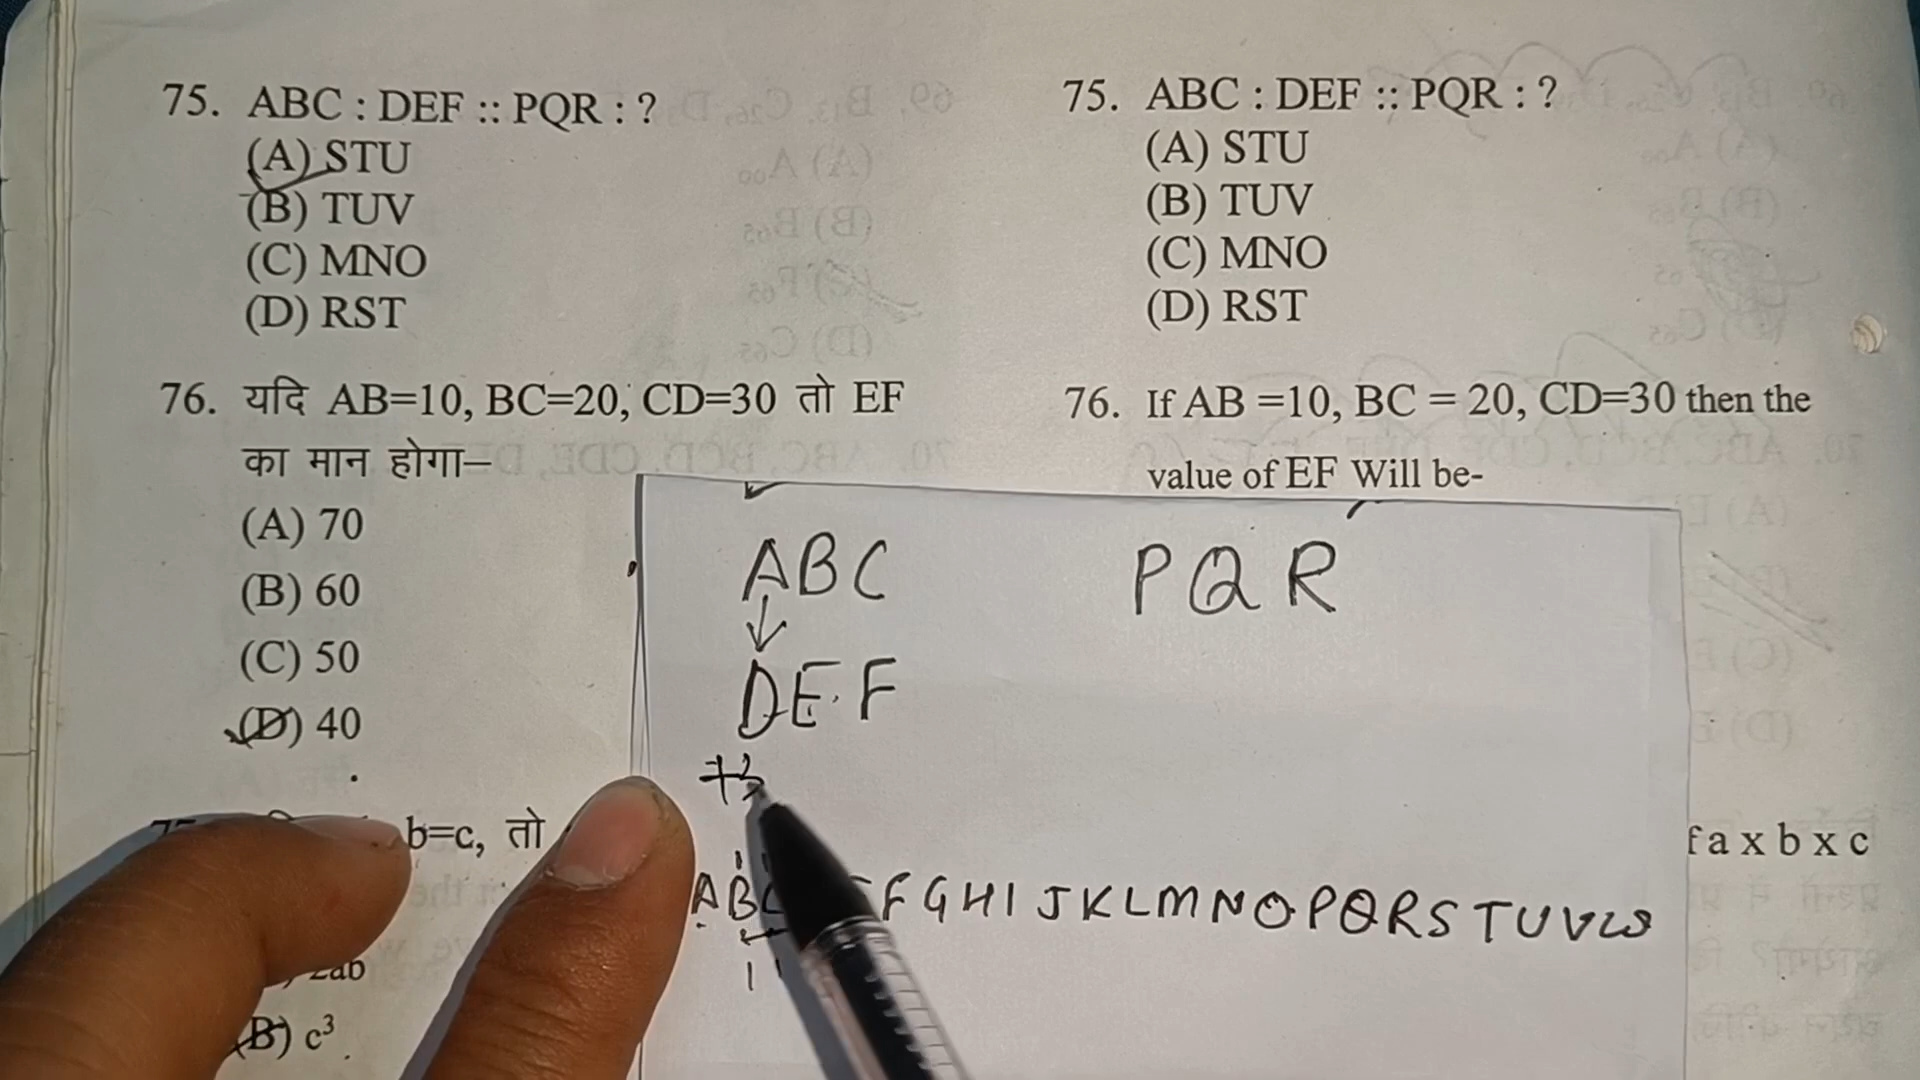 75. ABC : DEF :: PQR : ?
(A) STU
(B) TUV
(C) MNO
(D) RST
76. यदि AB=10, BC=20, CD=30 तो EF
का मान होगा–
(A) 70
(B) 60
(C) 50
(D) 40
b=c, तो
2ab
(B) c³
75. ABC : DEF :: PQR : ?
(A) STU
(B) TUV
(C) MNO
(D) RST
76. If AB =10, BC = 20, CD=30 then the
value of EF Will be-
f a x b x c
ABC
PQR
DEF
+3
A B C F G H I J K L M N O P Q R S T U V W
1